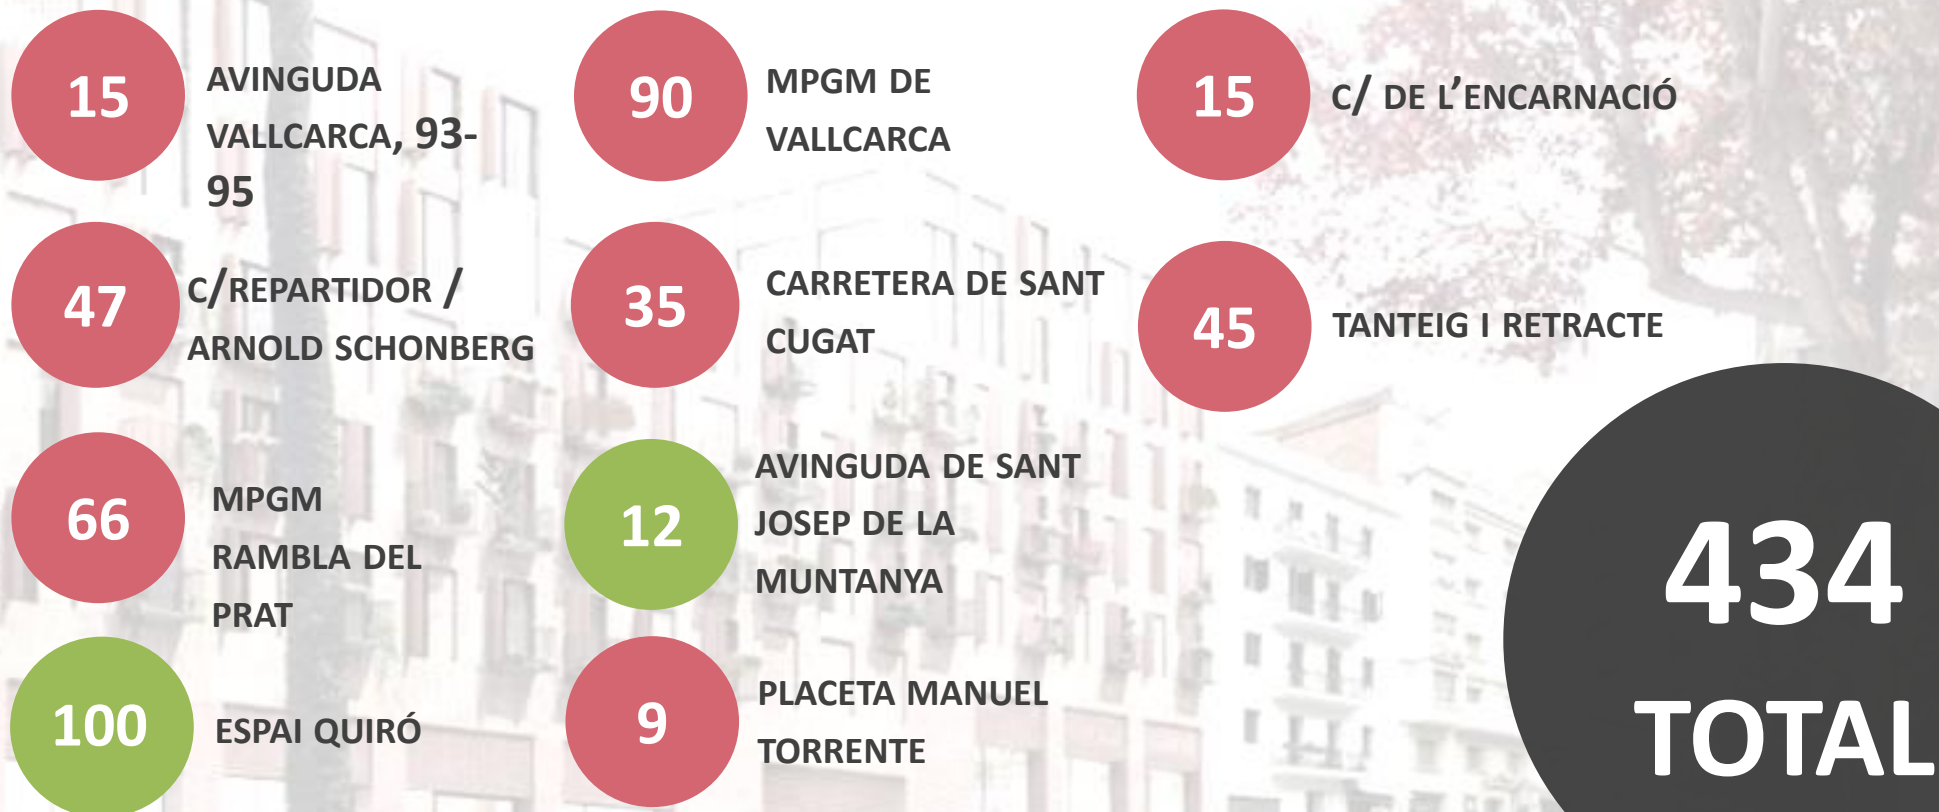 15
AVINGUDA
VALLCARCA, 93-
95
47
C/REPARTIDOR /
ARNOLD SCHONBERG
66
MPGM
RAMBLA DEL
PRAT
100
ESPAI QUIRÓ
90
MPGM DE
VALLCARCA
35
CARRETERA DE SANT
CUGAT
12
AVINGUDA DE SANT
JOSEP DE LA
MUNTANYA
9
PLACETA MANUEL
TORRENTE
15
C/ DE L’ENCARNACIÓ
45
TANTEIG I RETRACTE
434
TOTAL